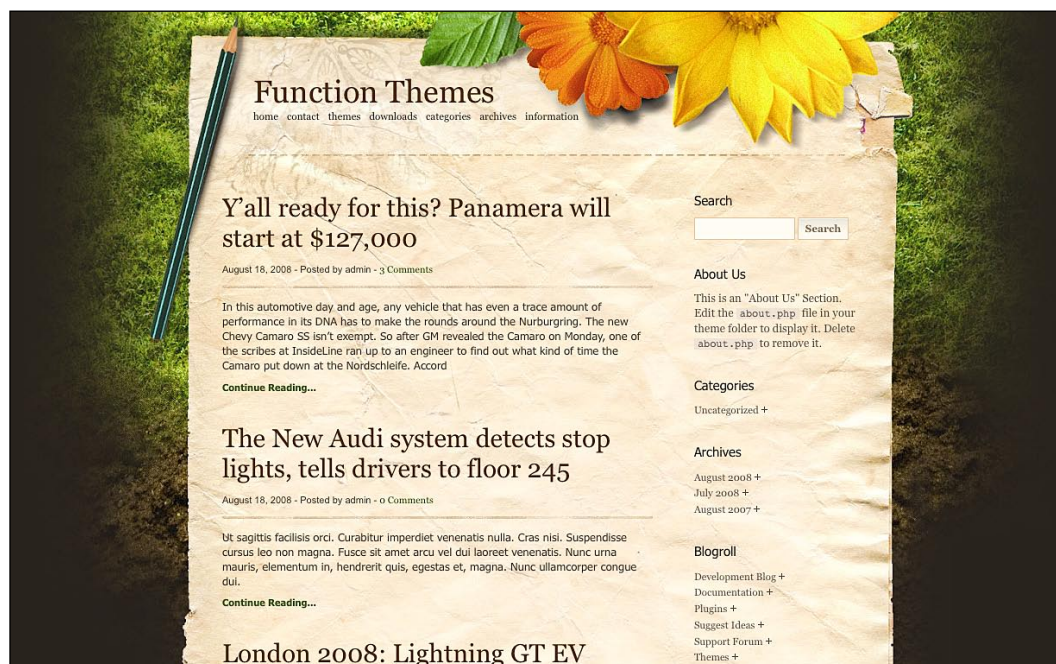 Function Themes
home contact themes downloads categories archives information
Y'all ready for this? Panamera will
start at $127,000
August 18, 2008 - Posted by admin - 3 Comments
In this automotive day and age, any vehicle that has even a trace amount of
performance in its DNA has to make the rounds around the Nurburgring. The new
Chevy Camaro SS isn't exempt. So after GM revealed the Camaro on Monday, one of
the scribes at InsideLine ran up to an engineer to find out what kind of time the
Camaro put down at the Nordschleife. Accord
Continue Reading...
The New Audi system detects stop
lights, tells drivers to floor 245
August 18, 2008 - Posted by admin - 0 Comments
Ut sagittis facilisis orci. Curabitur imperdiet venenatis nulla. Cras nisi. Suspendisse
cursus leo non magna. Fusce sit amet arcu vel dui laoreet venenatis. Nunc urna
mauris, elementum in, hendrerit quis, egestas et, magna. Nunc ullamcorper congue
dui.
Continue Reading...
London 2008: Lightning GT EV
Search
Search
About Us
This is an "About Us" Section.
Edit the about.php file in your
theme folder to display it. Delete
about.php to remove it.
Categories
Uncategorized +
Archives
August 2008 +
July 2008 +
August 2007 +
Blogroll
Development Blog +
Documentation +
Plugins +
Suggest Ideas +
Support Forum +
Themes +